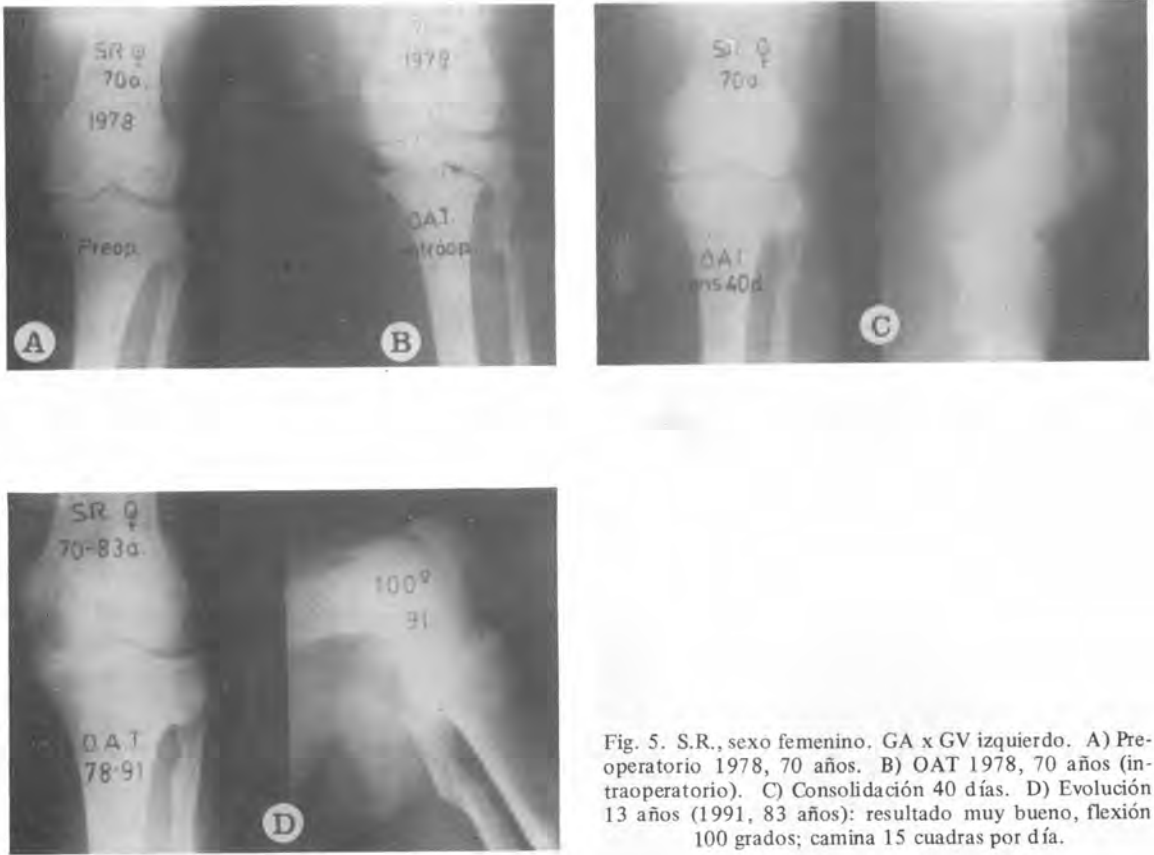 SR ♀
70a.
1978
Preop.
A
1978
O.A.T.
intraop.
B
SR ♀
70a
OAT
cons 40d.
C
SR ♀
70-83a.
O.A.T
78-91
100º
91
D
Fig. 5. S.R., sexo femenino. GA x GV izquierdo. A) Pre-
operatorio 1978, 70 años. B) OAT 1978, 70 años (in-
traoperatorio). C) Consolidación 40 días. D) Evolución
13 años (1991, 83 años): resultado muy bueno, flexión
100 grados; camina 15 cuadras por día.